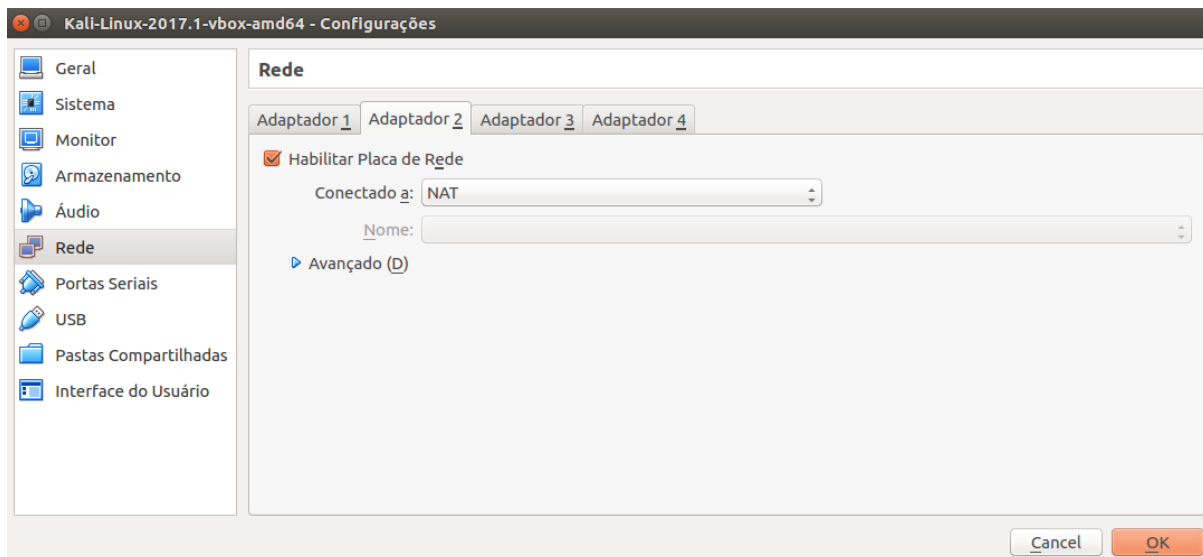 Kali-Linux-2017.1-vbox-amd64 - Configurações
Geral
Sistema
Monitor
Armazenamento
Áudio
Rede
Portas Seriais
USB
Pastas Compartilhadas
Interface do Usuário
Rede
Adaptador 1 Adaptador 2 Adaptador 3 Adaptador 4
Habilitar Placa de Rede
Conectado a: NAT
Nome:
Avançado (D)
Cancel OK